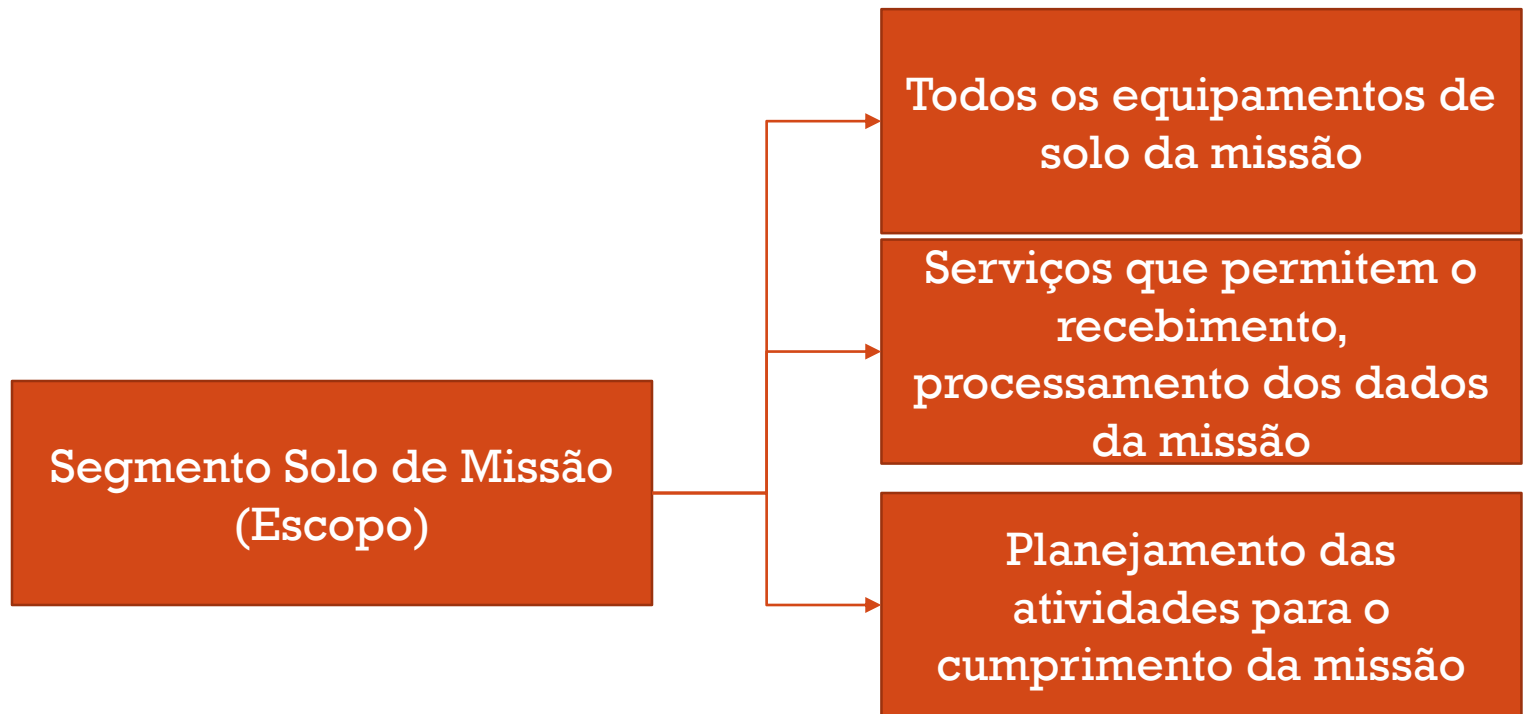 Todos os equipamentos de
solo da missão
Serviços que permitem o
recebimento,
processamento dos dados
da missão
Segmento Solo de Missão
(Escopo)
Planejamento das
atividades para o
cumprimento da missão